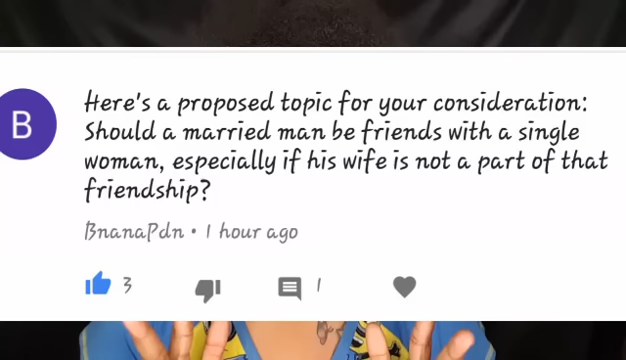 B
Here's a proposed topic for your consideration:
Should a married man be friends with a single
woman, especially if his wife is not a part of that
friendship?
BnanaPdn • 1 hour ago
3 1